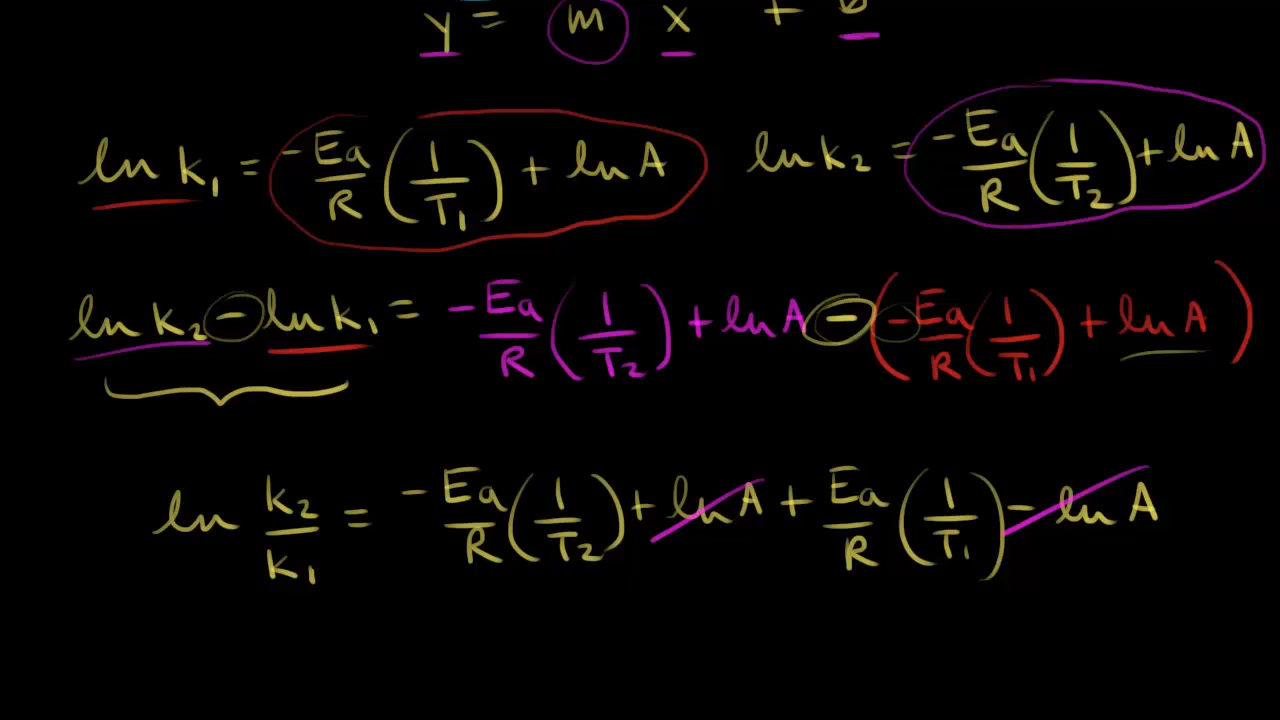 y = m x + b
ln k₁ = -Ea/R (1/T₁) + ln A
ln k₂ = -Ea/R (1/T₂) + ln A
ln k₂ - ln k₁ = -Ea/R (1/T₂) + ln A - (-Ea/R (1/T₁) + ln A)
ln k₂/k₁ = -Ea/R (1/T₂) + ln A + Ea/R (1/T₁) - ln A